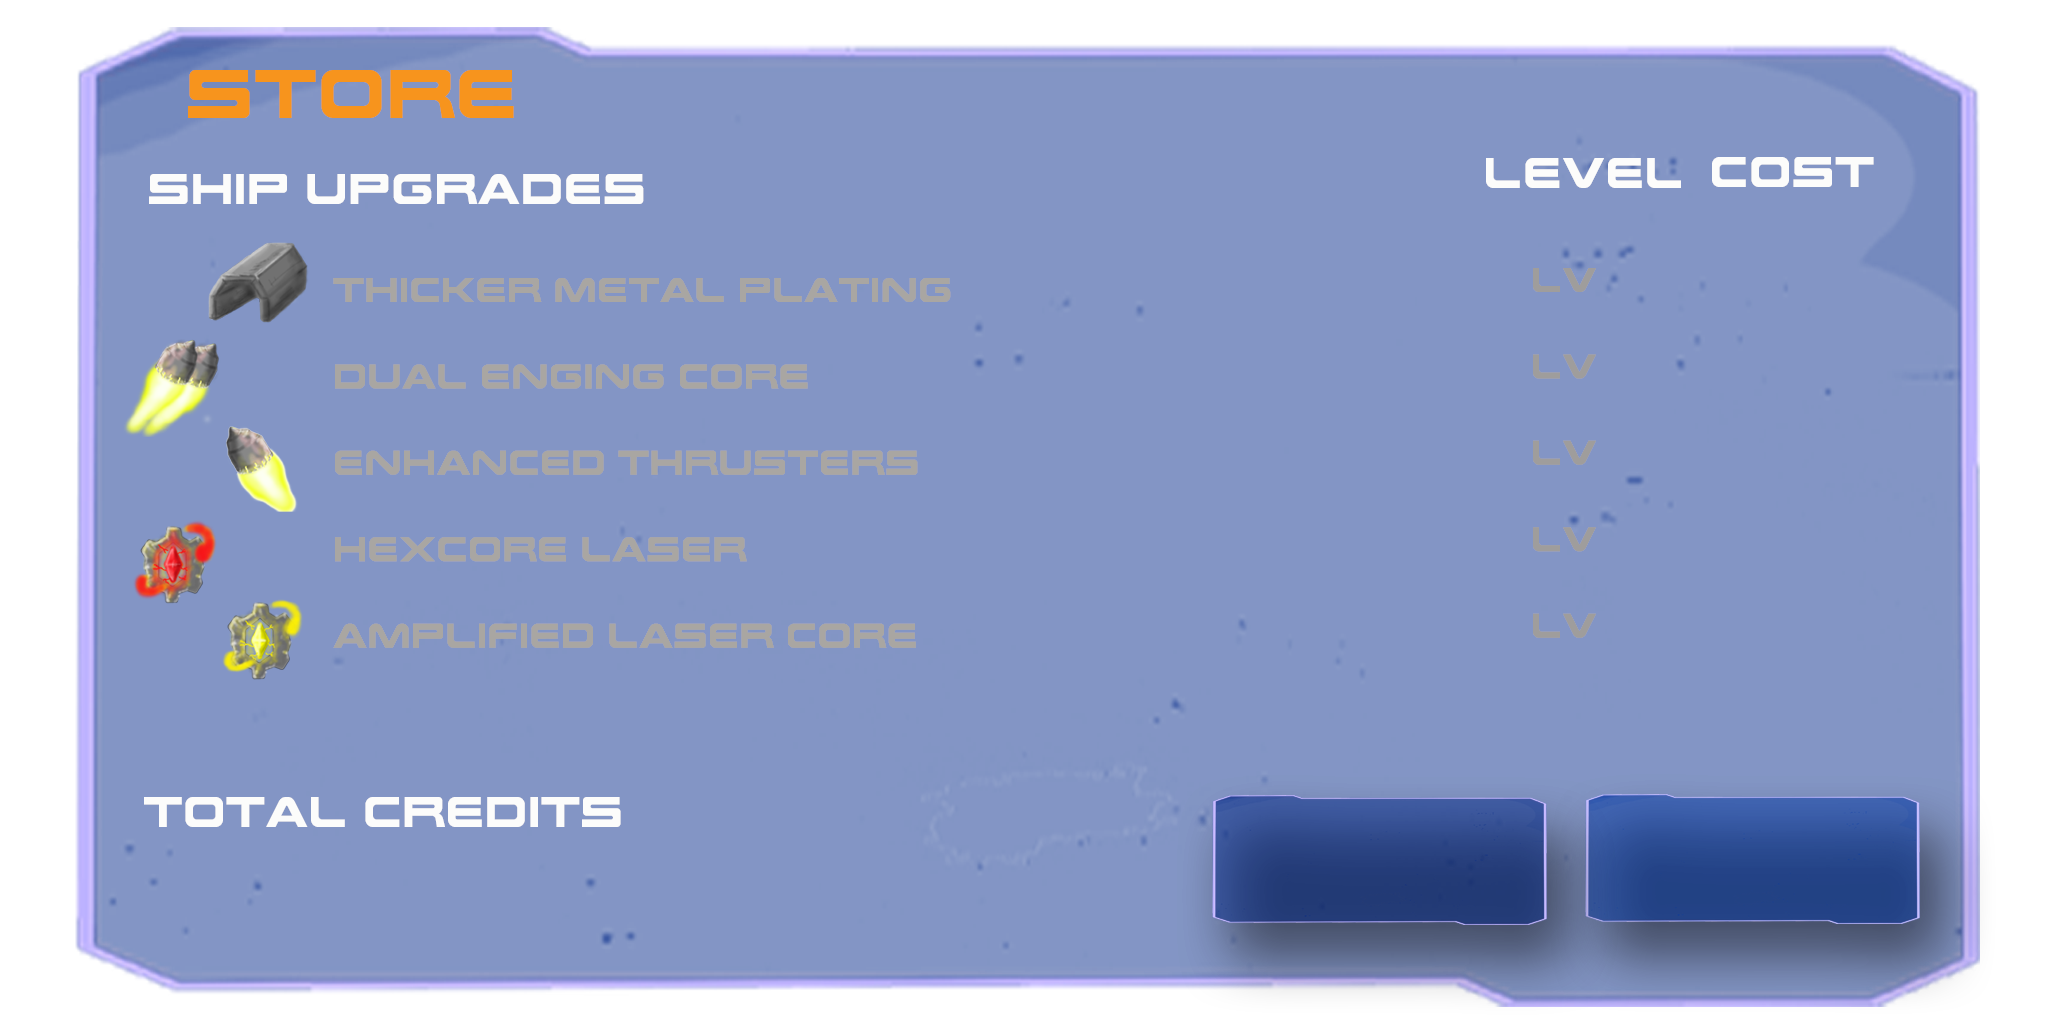 STORE
SHIP UPGRADES
LEVEL COST
THICKER METAL PLATING LV
DUAL ENGING CORE LV
ENHANCED THRUSTERS LV
HEXCORE LASER LV
AMPLIFIED LASER CORE LV
TOTAL CREDITS